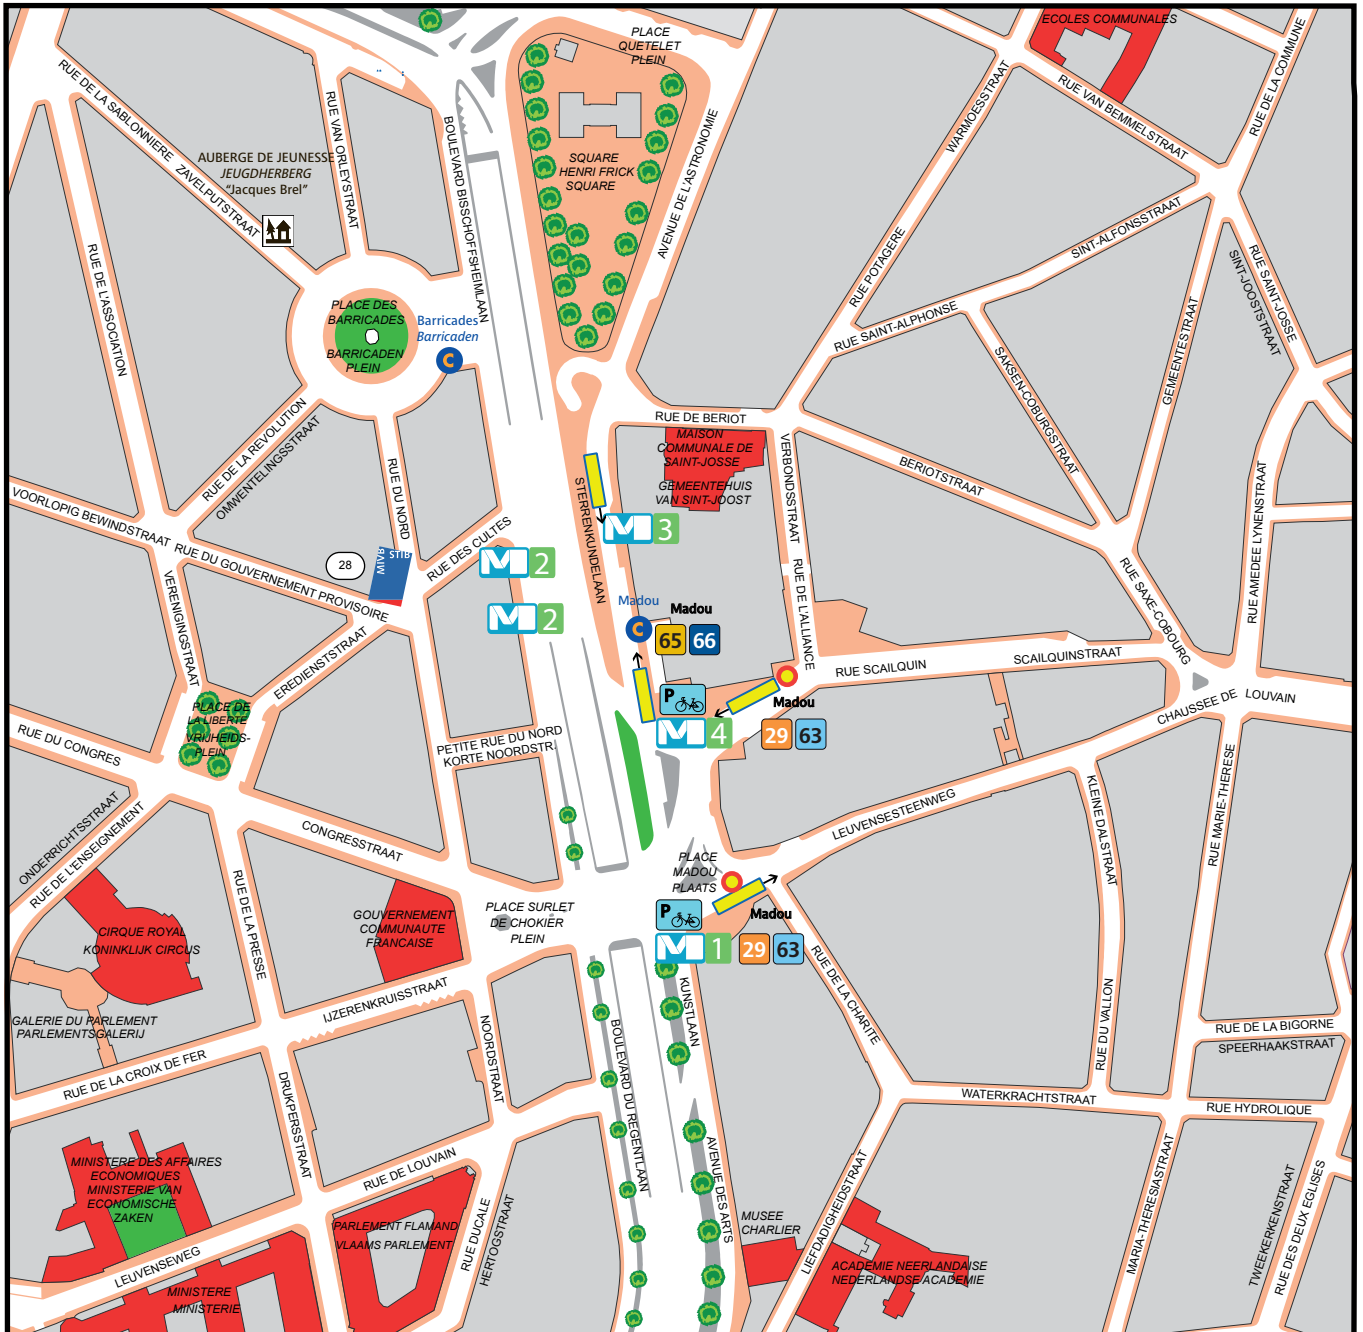 ECOLES COMMUNALES
PLACE
QUETELET
PLEIN
RUE DE LA COMMUNE
RUE VAN BEMMELSTRAAT
WARMOESSTRAAT
RUE DE LA SABLONNIERE
ZAVELPUTSTRAAT
RUE VAN ORLEYSTRAAT
BOULEVARD BISSCHOFFSHEIMLAAN
AVENUE DE L'ASTRONOMIE
AUBERGE DE JEUNESSE
JEUGDHERBERG
"Jacques Brel"
SQUARE
HENRI FRICK
SQUARE
SINT-ALFONSSTRAAT
RUE POTAGERE
RUE DE L'ASSOCIATION
RUE SAINT-JOSSE
SINT-JOOSTSTRAAT
PLACE DES
BARRICADES
BARRICADEN
PLEIN
Barricades
Barricaden
C
RUE SAINT-ALPHONSE
GEMEENTESTRAAT
SAKSEN-COBURGSTRAAT
RUE DE LA REVOLUTION
OMWENTELINGSSTRAAT
RUE DE BERIOT
MAISON
COMMUNALE DE
SAINT-JOSSE
GEMEENTEHUIS
VAN SINT-JOOST
BERIOTSTRAAT
VERBONDSSTRAAT
RUE DU NORD
STERRENKUNDELAAN
RUE AMEDEE LYNENSTRAAT
VOORLOPIG BEWINDSTRAAT
RUE DU GOUVERNEMENT PROVISOIRE
RUE DES CULTES
M 3
M 2
28
MIVB
STIB
M 2
RUE SAXE-COBOURG
RUE DE L'ALLIANCE
VERENIGINGSTRAAT
EREDIENSTSTRAAT
Madou
C
Madou
65 66
RUE SCAILQUIN
SCAILQUINSTRAAT
P
M 4
Madou
29 63
CHAUSSEE DE LOUVAIN
PLACE DE
LA LIBERTE
VRIJHEIDS-
PLEIN
RUE DU CONGRES
PETITE RUE DU NORD
KORTE NOORDSTR.
ONDERRICHTSSTRAAT
RUE DE L'ENSEIGNEMENT
CONGRESSTRAAT
LEUVENSESTEENWEG
KLEINE DALSTRAAT
RUE MARIE-THERESE
PLACE
MADOU
PLAATS
RUE DE LA PRESSE
CIRQUE ROYAL
KONINKLIJK CIRCUS
GOUVERNEMENT
COMMUNAUTE
FRANCAISE
PLACE SURLET
DE CHOKIER
PLEIN
P
Madou
M 1
29 63
RUE DE LA CHARITE
IJZERENKRUISSTRAAT
KUNSTLAAN
GALERIE DU PARLEMENT
PARLEMENTSGALERIJ
RUE DE LA CROIX DE FER
NOORDSTRAAT
BOULEVARD DU REGENTLAAN
RUE DU VALLON
RUE DE LA BIGORNE
SPEERHAAKSTRAAT
WATERKRACHTSTRAAT
RUE HYDROLIQUE
DRUKPERSSTRAAT
RUE DE LOUVAIN
AVENUE DES ARTS
MINISTERE DES AFFAIRES
ECONOMIQUES
MINISTERIE VAN
ECONOMISCHE
ZAKEN
PARLEMENT FLAMAND
VLAAMS PARLEMENT
RUE DUCALE
HERTOGSTRAAT
LEUVENSEWEG
MINISTERE
MINISTERIE
MUSEE
CHARLIER
LIEFDADIGHEIDSTRAAT
ACADEMIE NEERLANDAISE
NEDERLANDSE ACADEMIE
MARIA-THERESIASTRAAT
TWEEKERKENSTRAAT
RUE DES DEUX EGLISES